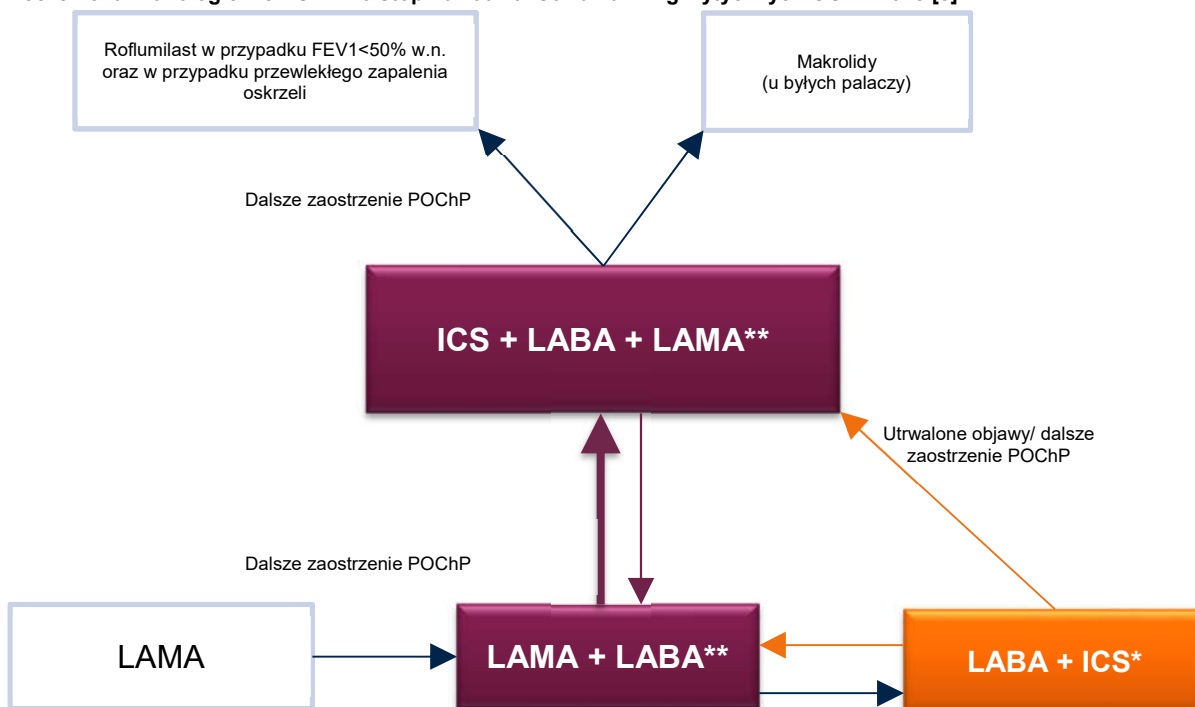 Roflumilast w przypadku FEV1<50% w.n.
oraz w przypadku przewlekłego zapalenia
oskrzeli
Makrolidy
(u byłych palaczy)
Dalsze zaostrzenie POChP
ICS + LABA + LAMA**
Utrwalone objawy/ dalsze
zaostrzenie POChP
Dalsze zaostrzenie POChP
LAMA
LAMA + LABA**
LABA + ICS*